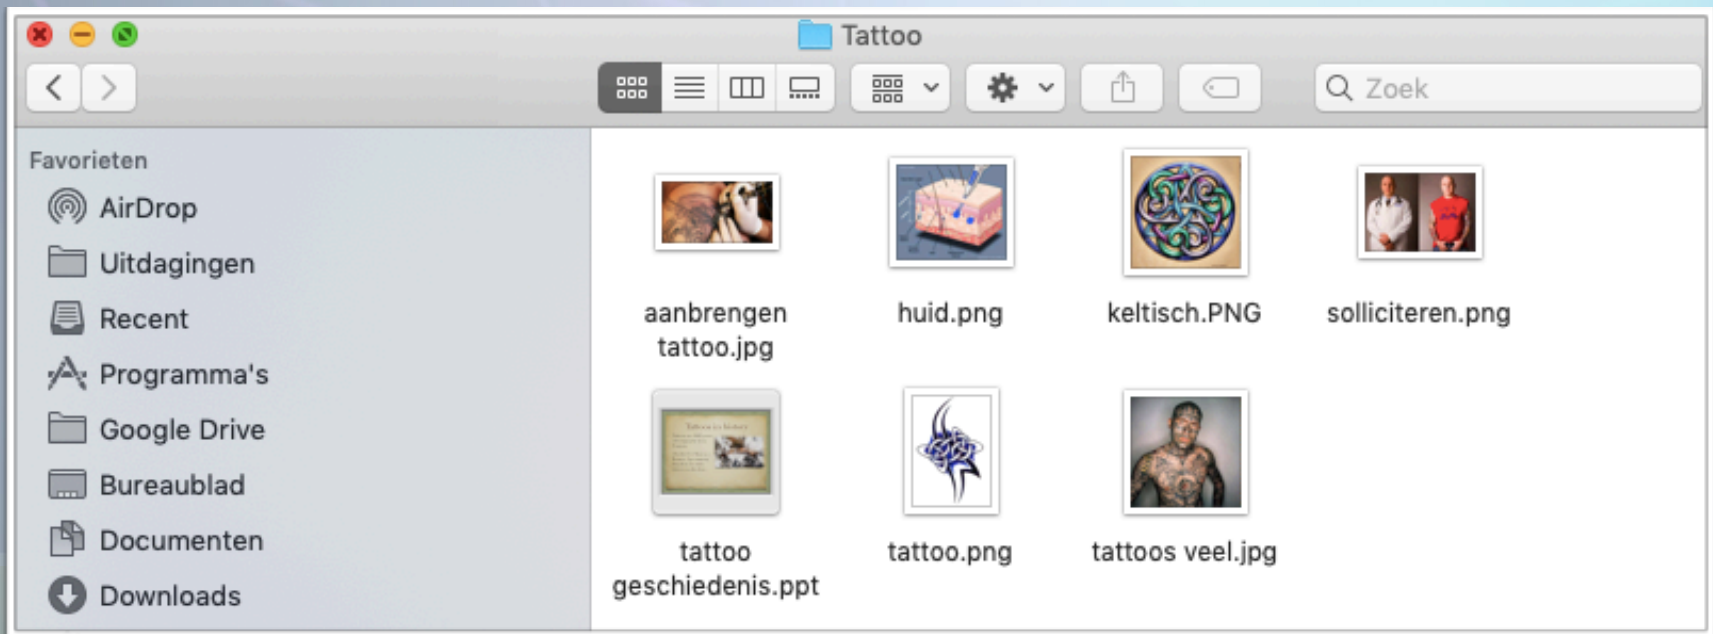 Tattoo
Zoek
Favorieten
AirDrop
Uitdagingen
Recent
Programma's
Google Drive
Bureaublad
Documenten
Downloads
aanbrengen
tattoo.jpg
huid.png
keltisch.PNG
solliciteren.png
tattoo
geschiedenis.ppt
tattoo.png
tattoos veel.jpg